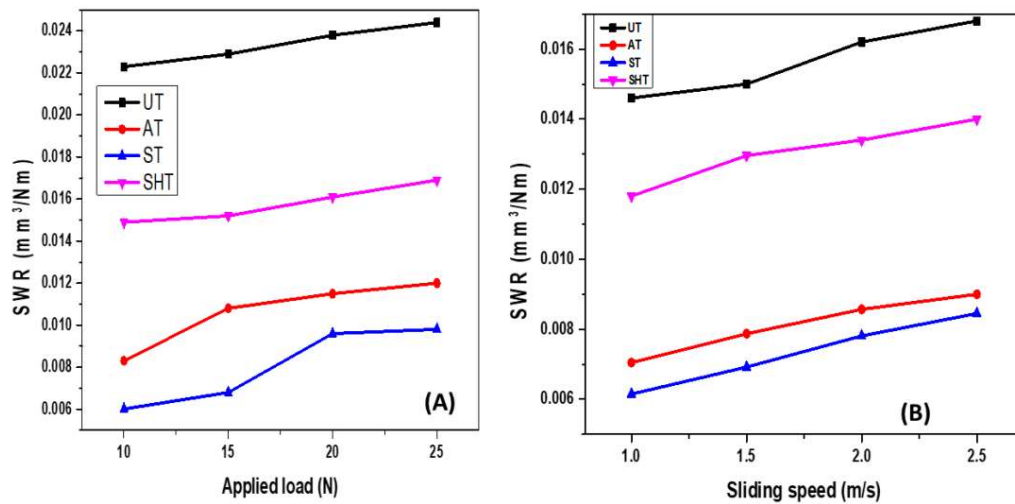 0.024
0.022
0.020
0.018
0.016
0.014
0.012
0.010
0.008
0.006
SWR (mm³/Nm)
UT
AT
ST
SHT
(A)
10 15 20 25
Applied load (N)
0.016
0.014
0.012
0.010
0.008
0.006
SWR (mm³/Nm)
UT
AT
ST
SHT
(B)
1.0 1.5 2.0 2.5
Sliding speed (m/s)